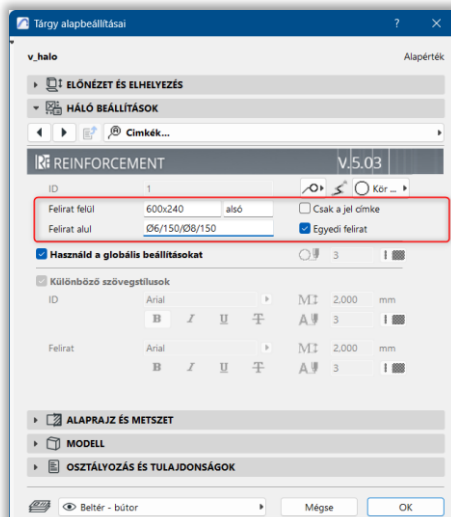 Tárgy alapbeállításai ? ×
v_halo Alapérték
ELŐNÉZET ÉS ELHELYEZÉS
HÁLÓ BEÁLLÍTÁSOK
Címkék...
REINFORCEMENT V.5.03
ID 1 Kör ...
Felirat felül 600x240 alsó Csak a jel címke
Felirat alul Ø6/150/Ø8/150 Egyedi felirat
Használd a globális beállításokat 3
Különböző szövegstílusok
ID Arial 2,000 mm
B I U T 3
Felirat Arial 2,000 mm
B I U T 3
ALAPRAJZ ÉS METSZET
MODELL
OSZTÁLYOZÁS ÉS TULAJDONSÁGOK
Beltér - bútor Mégse OK